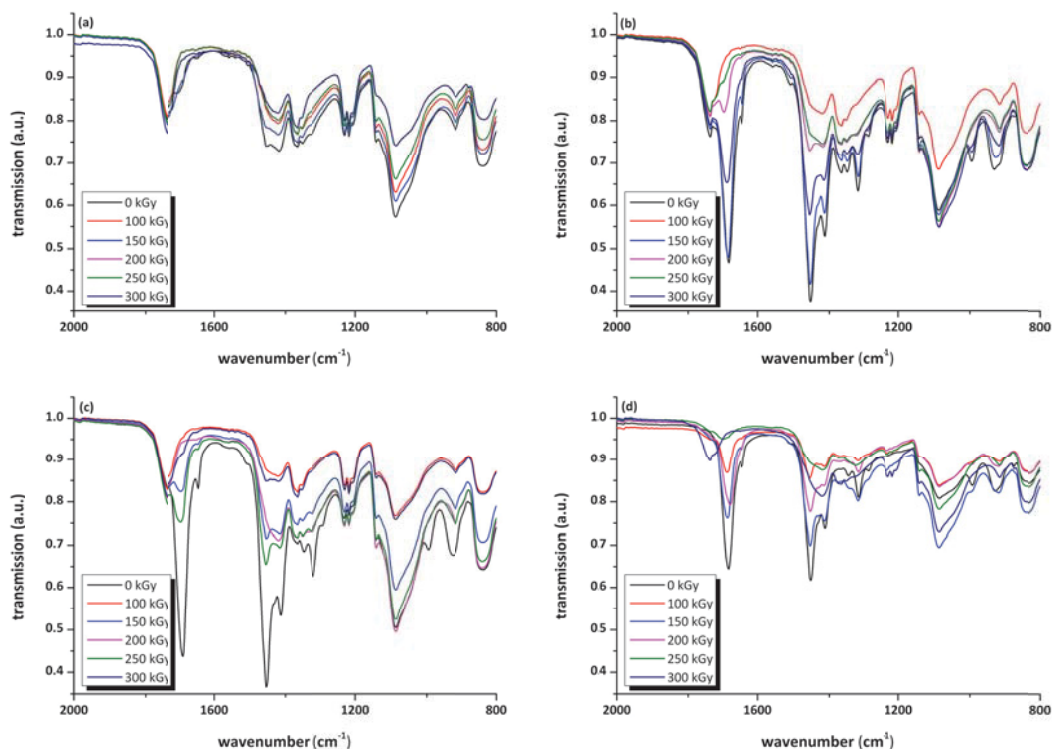 (a)
1.0
0.9
0.8
0.7
0.6
0.5
0.4
transmission (a.u.)
0 kGy
100 kGy
150 kGy
200 kGy
250 kGy
300 kGy
2000 1600 1200 800
wavenumber (cm-1)
(b)
1.0
0.9
0.8
0.7
0.6
0.5
0.4
transmission (a.u.)
0 kGy
100 kGy
150 kGy
200 kGy
250 kGy
300 kGy
2000 1600 1200 800
wavenumber (cm1)
(c)
1.0
0.9
0.8
0.7
0.6
0.5
0.4
transmission (a.u.)
0 kGy
100 kGy
150 kGy
200 kGy
250 kGy
300 kGy
2000 1600 1200 800
wavenumber (cm-1)
(d)
1.0
0.9
0.8
0.7
0.6
0.5
0.4
transmission (a.u.)
0 kGy
100 kGy
150 kGy
200 kGy
250 kGy
300 kGy
2000 1600 1200 800
wavenumber (cm1)